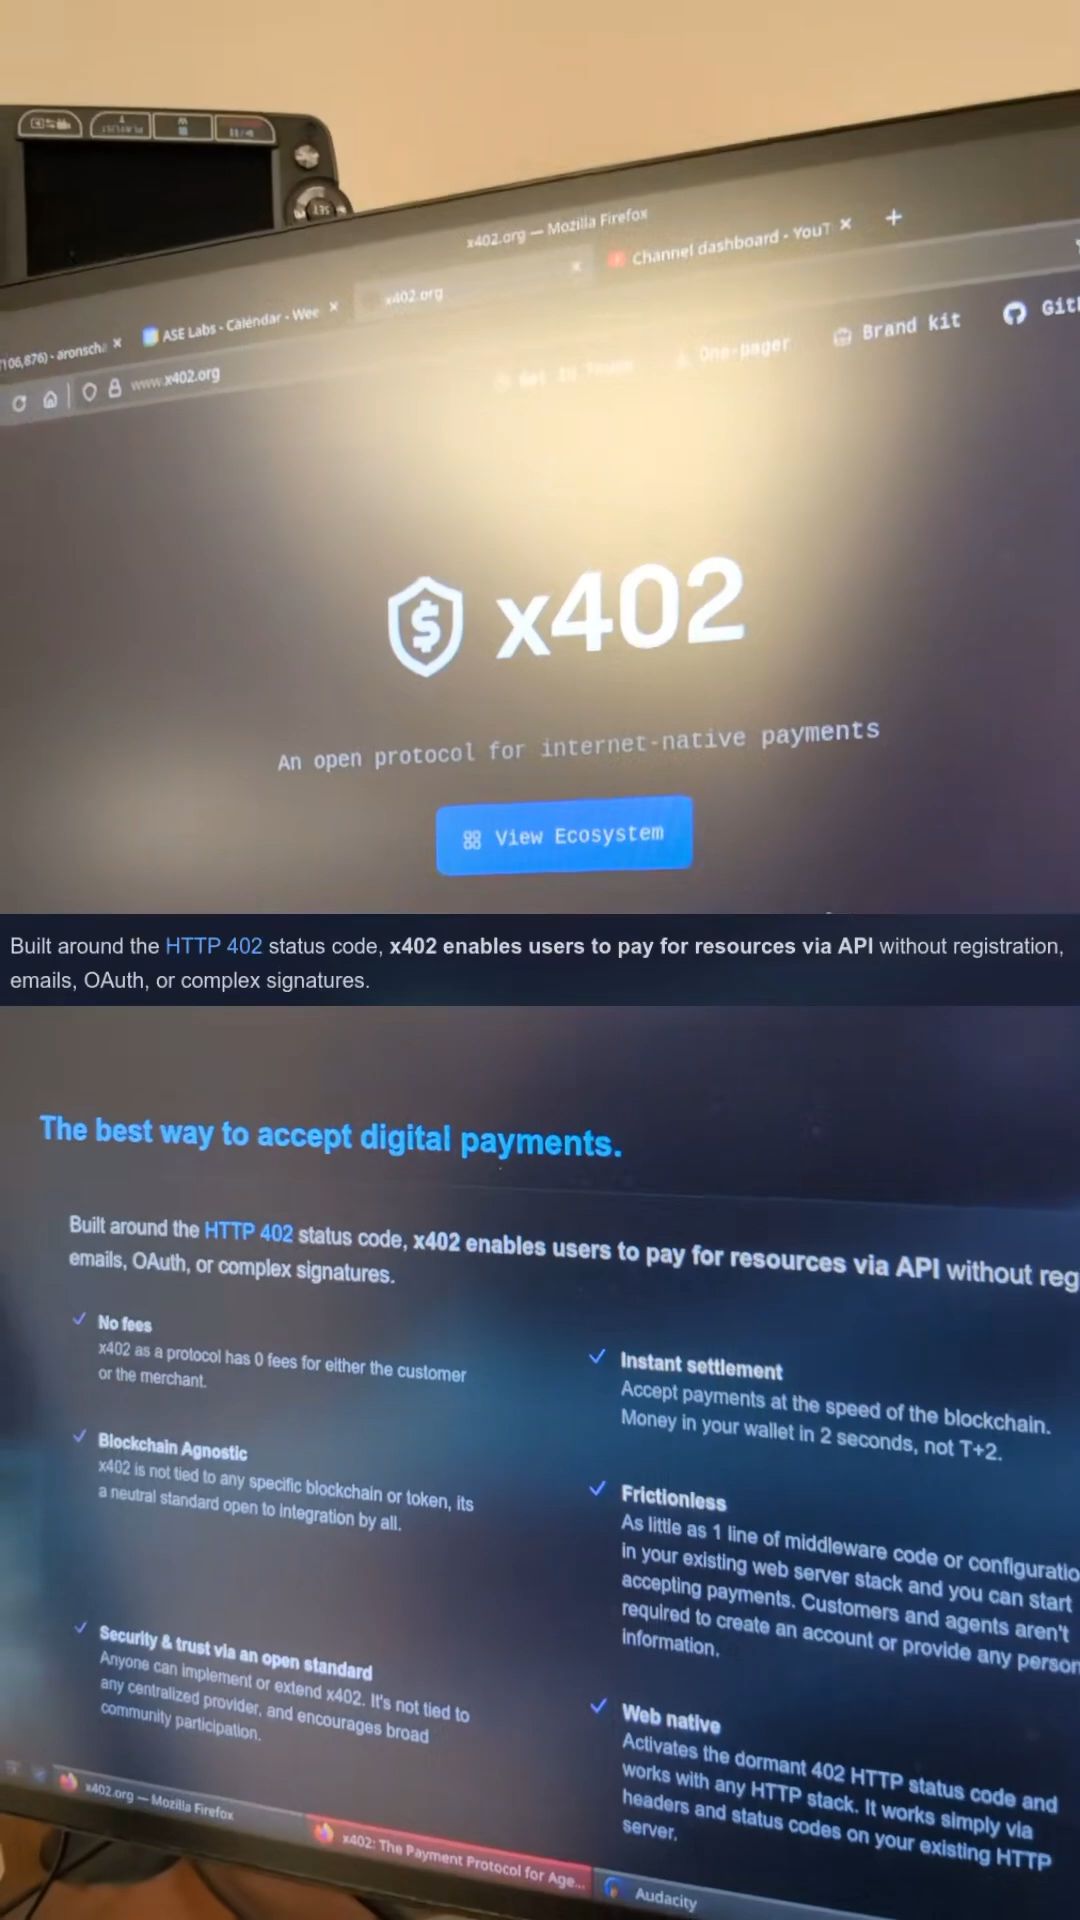 x402.org — Mozilla Firefox
106,876) - aronscha
ASE Labs - Calendar - Wee
x402.org
Channel dashboard - YouT
www.x402.org
Get in Touch
One-pager
Brand kit
SET
x402
An open protocol for internet-native payments
View Ecosystem
Built around the HTTP 402 status code, x402 enables users to pay for resources via API without registration,
emails, OAuth, or complex signatures.
The best way to accept digital payments.
Built around the HTTP 402 status code, x402 enables users to pay for resources via API without reg
emails, OAuth, or complex signatures.
No fees
x402 as a protocol has 0 fees for either the customer
or the merchant.
Blockchain Agnostic
x402 is not tied to any specific blockchain or token, its
a neutral standard open to integration by all.
Security & trust via an open standard
Anyone can implement or extend x402. It's not tied to
any centralized provider, and encourages broad
community participation.
Instant settlement
Accept payments at the speed of the blockchain.
Money in your wallet in 2 seconds, not T+2.
Frictionless
As little as 1 line of middleware code or configuratio
in your existing web server stack and you can start
accepting payments. Customers and agents aren't
required to create an account or provide any person
information.
Web native
Activates the dormant 402 HTTP status code and
works with any HTTP stack. It works simply via
headers and status codes on your existing HTTP
server.
x402.org — Mozilla Firefox
x402: The Payment Protocol for Age...
Audacity